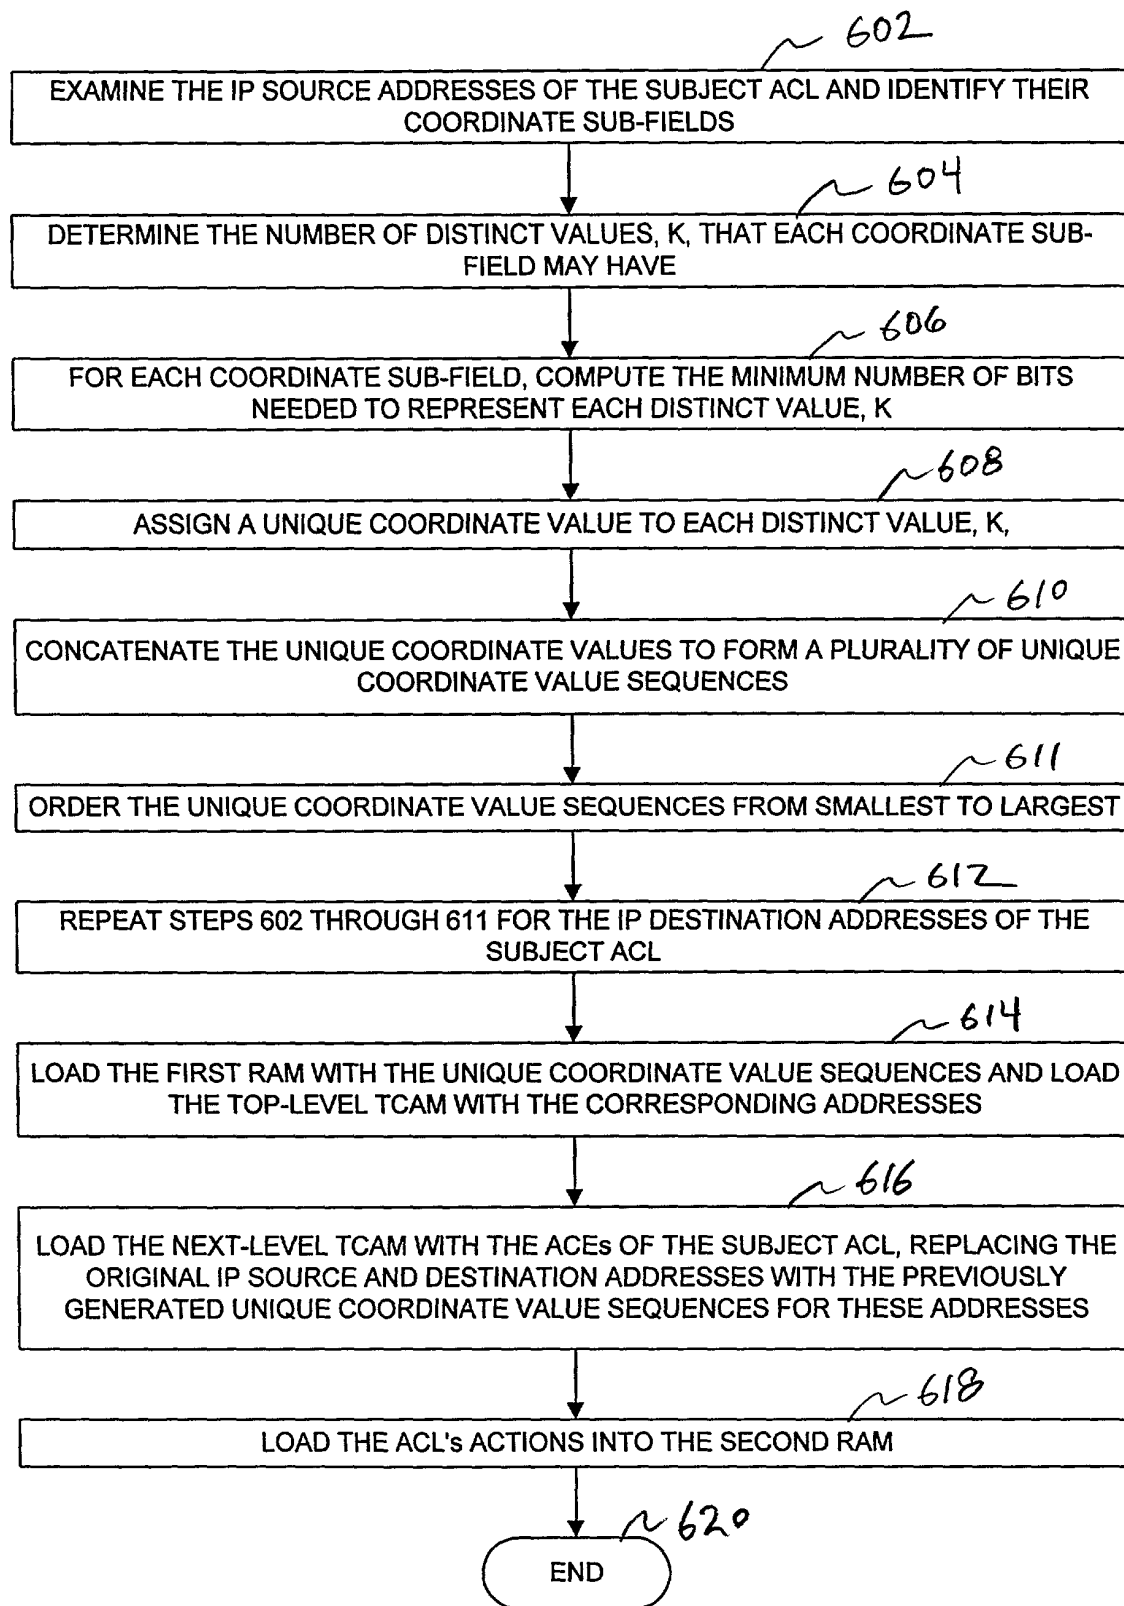 602
EXAMINE THE IP SOURCE ADDRESSES OF THE SUBJECT ACL AND IDENTIFY THEIR
COORDINATE SUB-FIELDS
604
DETERMINE THE NUMBER OF DISTINCT VALUES, K, THAT EACH COORDINATE SUB-
FIELD MAY HAVE
606
FOR EACH COORDINATE SUB-FIELD, COMPUTE THE MINIMUM NUMBER OF BITS
NEEDED TO REPRESENT EACH DISTINCT VALUE, K
608
ASSIGN A UNIQUE COORDINATE VALUE TO EACH DISTINCT VALUE, K,
610
CONCATENATE THE UNIQUE COORDINATE VALUES TO FORM A PLURALITY OF UNIQUE
COORDINATE VALUE SEQUENCES
611
ORDER THE UNIQUE COORDINATE VALUE SEQUENCES FROM SMALLEST TO LARGEST
612
REPEAT STEPS 602 THROUGH 611 FOR THE IP DESTINATION ADDRESSES OF THE
SUBJECT ACL
614
LOAD THE FIRST RAM WITH THE UNIQUE COORDINATE VALUE SEQUENCES AND LOAD
THE TOP-LEVEL TCAM WITH THE CORRESPONDING ADDRESSES
616
LOAD THE NEXT-LEVEL TCAM WITH THE ACEs OF THE SUBJECT ACL, REPLACING THE
ORIGINAL IP SOURCE AND DESTINATION ADDRESSES WITH THE PREVIOUSLY
GENERATED UNIQUE COORDINATE VALUE SEQUENCES FOR THESE ADDRESSES
618
LOAD THE ACL's ACTIONS INTO THE SECOND RAM
620
END